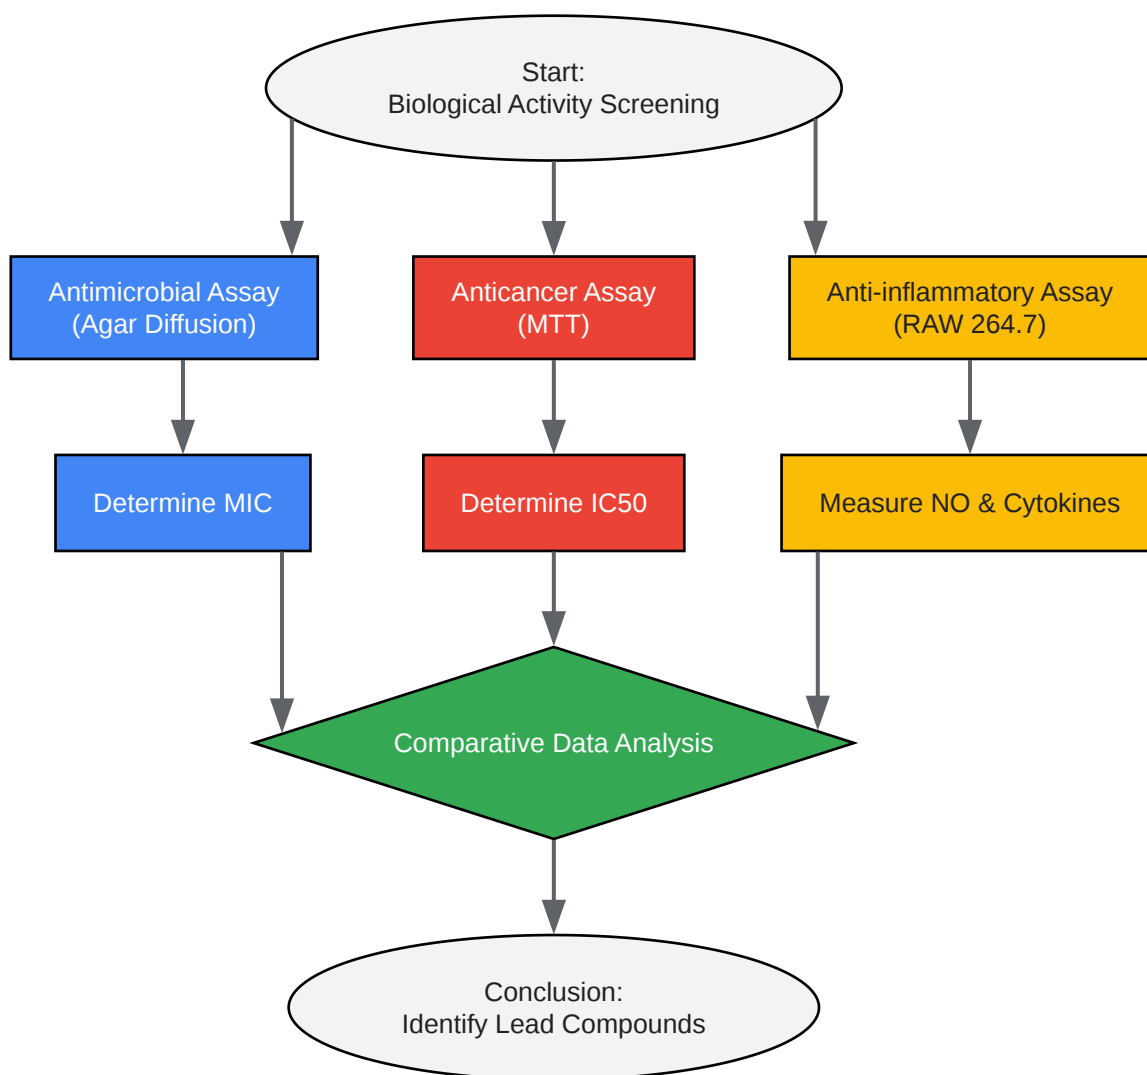 Start:
Biological Activity Screening
Antimicrobial Assay
(Agar Diffusion)
Anticancer Assay
(MTT)
Anti-inflammatory Assay
(RAW 264.7)
Determine MIC
Determine IC50
Measure NO & Cytokines
Comparative Data Analysis
Conclusion:
Identify Lead Compounds